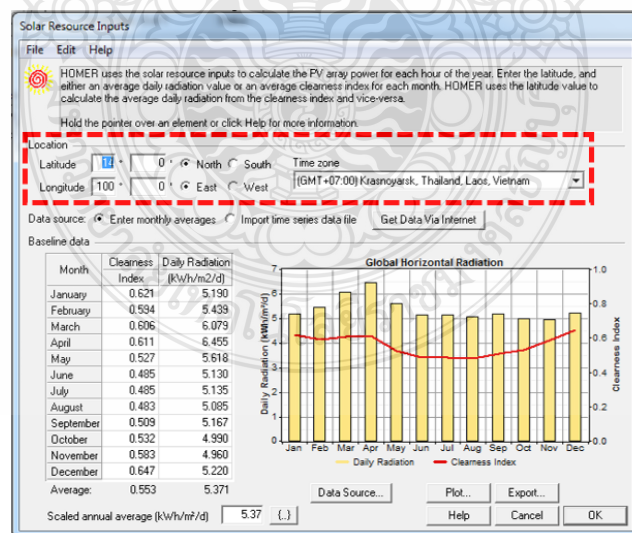 Solar Resource Inputs
File Edit Help
HOMER uses the solar resource inputs to calculate the PV array power for each hour of the year. Enter the latitude, and
either an average daily radiation value or an average clearness index for each month. HOMER uses the latitude value to
calculate the average daily radiation from the clearness index and vice-versa.
Hold the pointer over an element or click Help for more information.
Location
Latitude 14 ° 0 ' North South Time zone
Longitude 100 ° 0 ' East West (GMT+07:00) Krasnoyarsk, Thailand, Laos, Vietnam
Data source: Enter monthly averages Import time series data file Get Data Via Internet
Baseline data
Month Clearness Index Daily Radiation (kWh/m2/d)
January 0.621 5.190
February 0.594 5.439
March 0.606 6.079
April 0.611 6.455
May 0.527 5.618
June 0.485 5.130
July 0.485 5.135
August 0.483 5.085
September 0.509 5.167
October 0.532 4.990
November 0.583 4.960
December 0.647 5.220
Average: 0.553 5.371
Scaled annual average (kWh/m²/d) 5.37 {..}
Global Horizontal Radiation
Daily Radiation (kWh/m²/d)
7
6
5
4
3
2
1
0
1.0
0.8
0.6
0.4
0.2
0.0
Clearness Index
Jan Feb Mar Apr May Jun Jul Aug Sep Oct Nov Dec
Daily Radiation Clearness Index
Data Source... Plot... Export...
Help Cancel OK